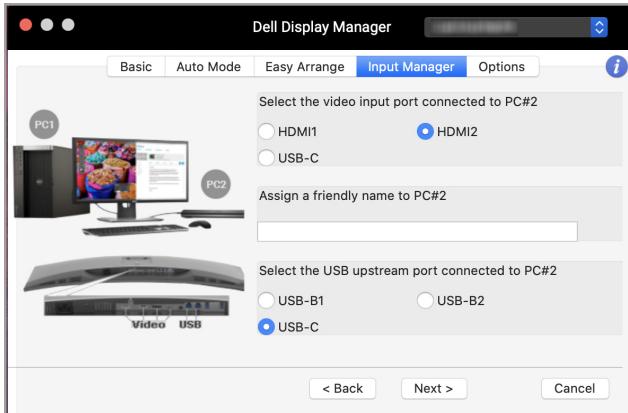 Dell Display Manager
Basic Auto Mode Easy Arrange Input Manager Options
i
Select the video input port connected to PC#2
PC1
HDMI1 HDMI2
USB-C
PC2
Assign a friendly name to PC#2
Select the USB upstream port connected to PC#2
USB-B1 USB-B2
Video USB
USB-C
< Back Next > Cancel